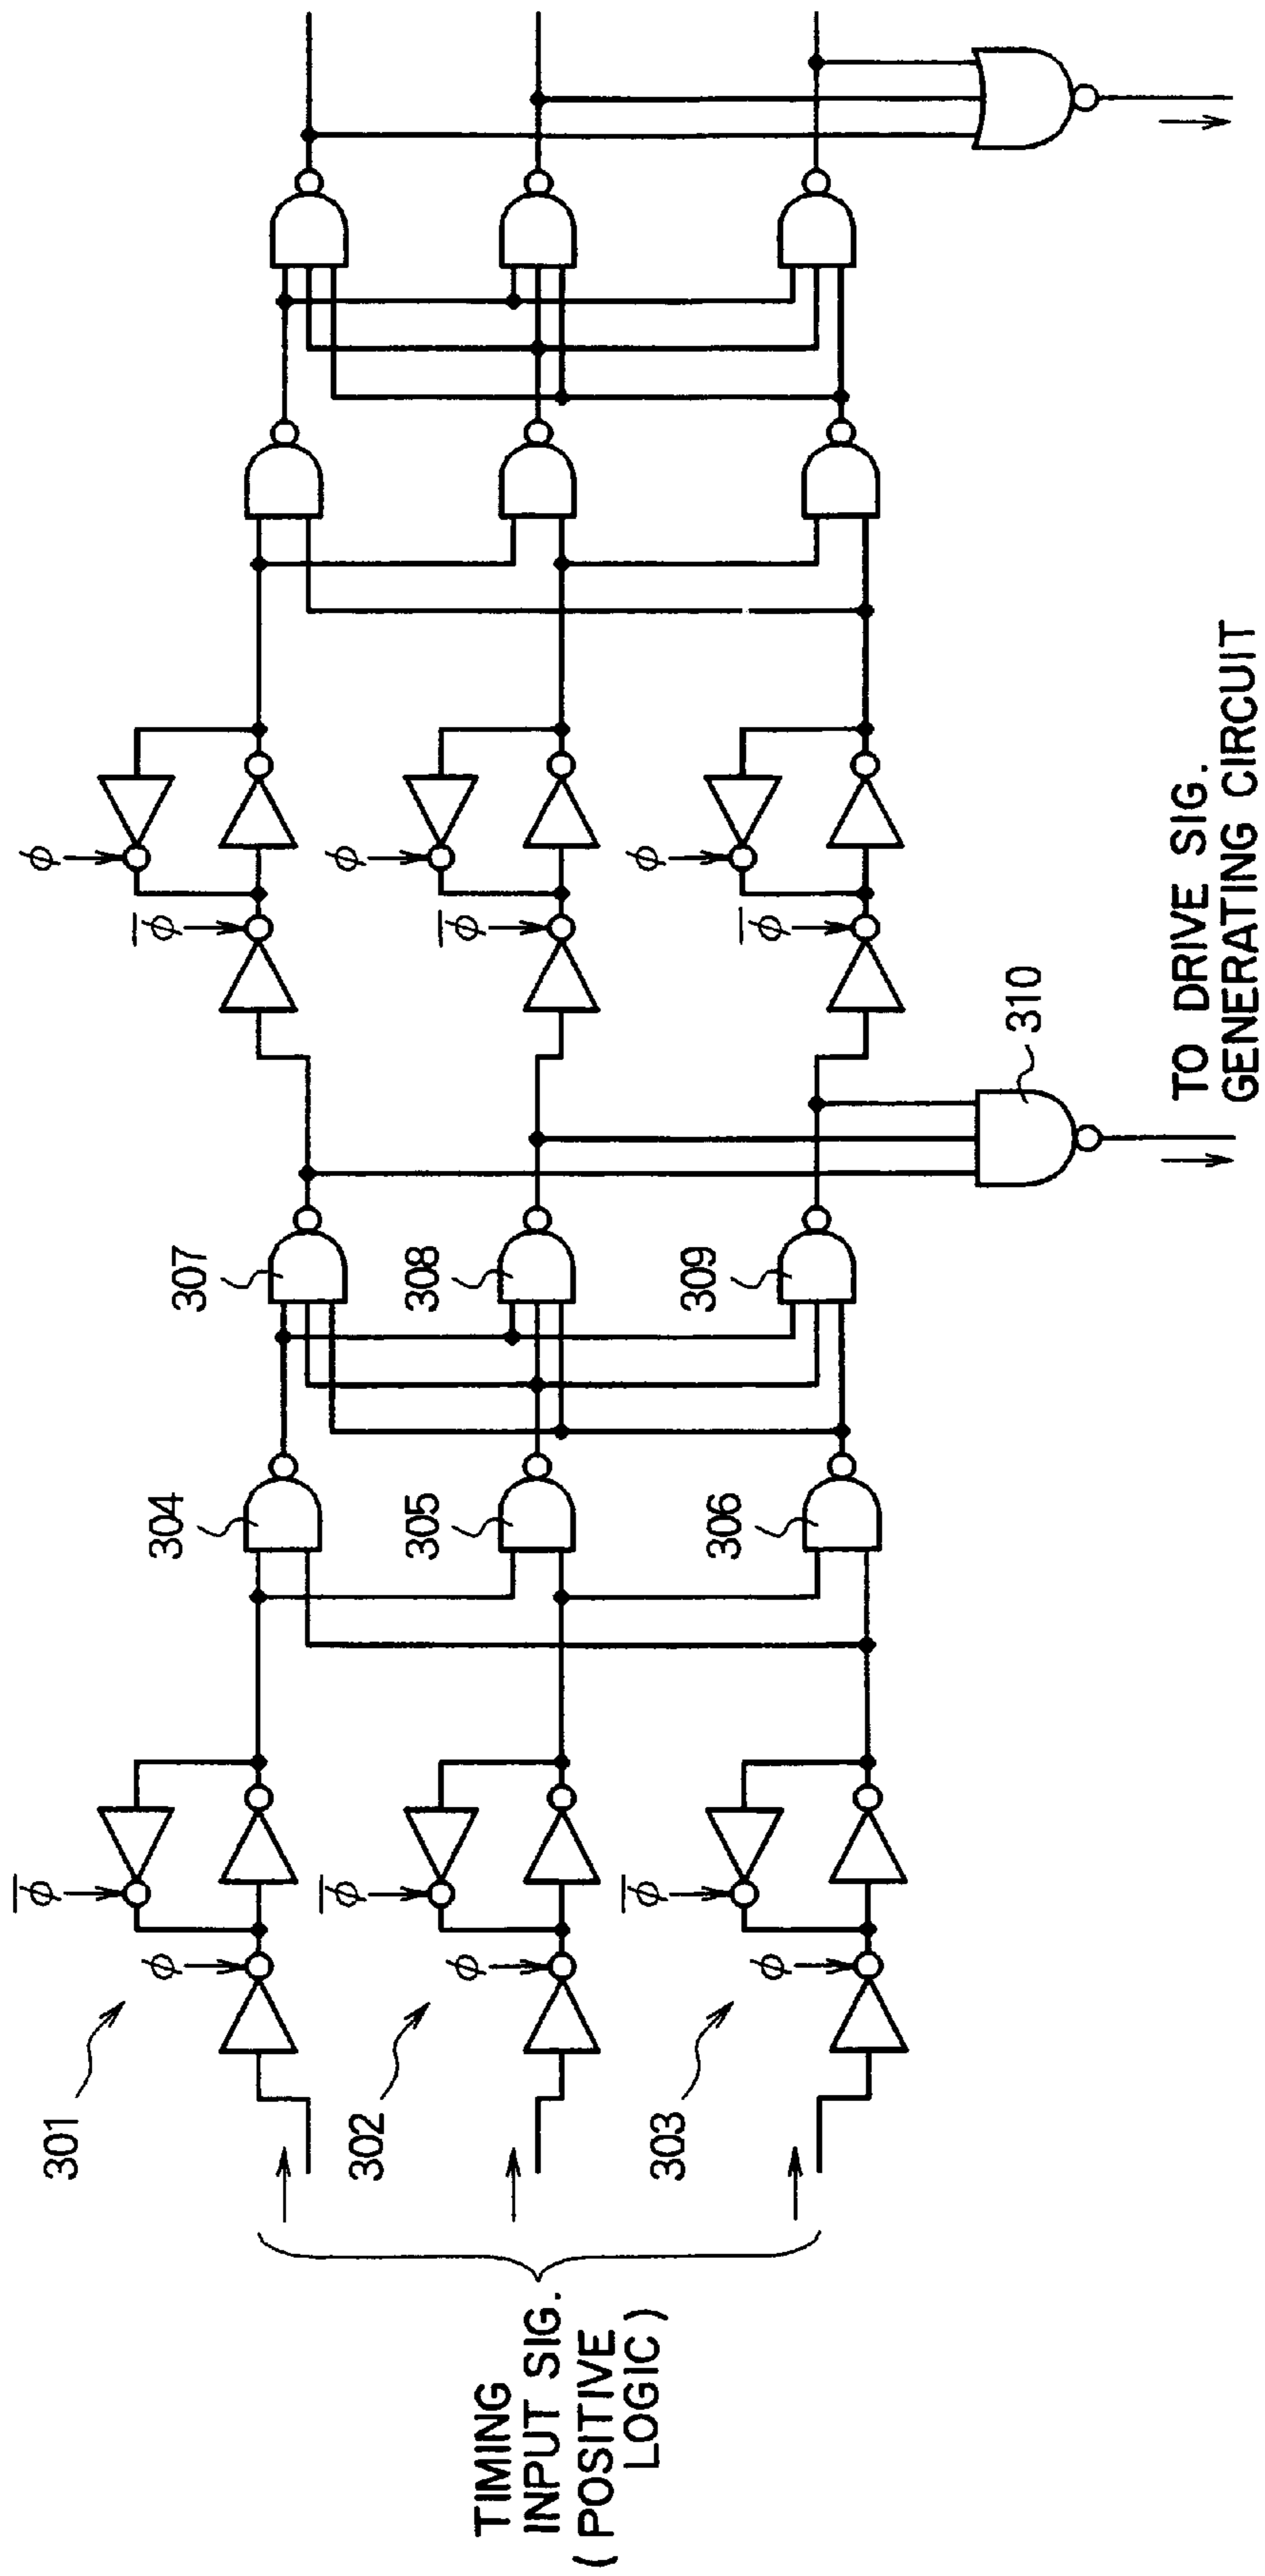 TIMING
INPUT SIG.
(POSITIVE
LOGIC)
301
302
303
φ
φ̅
φ
φ̅
φ
φ̅
304
305
306
307
308
309
310
φ̅
φ
φ̅
φ
φ̅
φ
TO DRIVE SIG.
GENERATING CIRCUIT